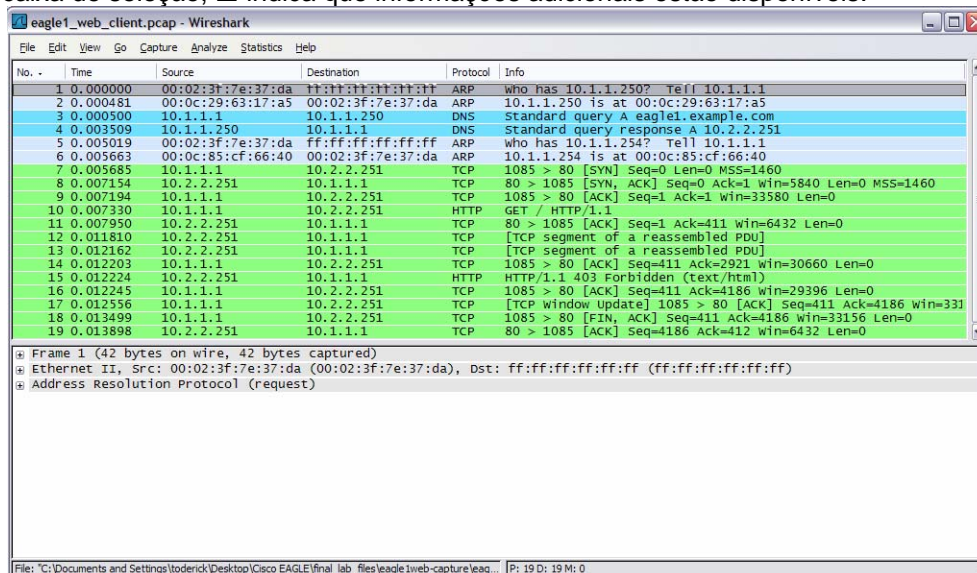 caixa de seleção, ⊞ indica que informações adicionais estão disponíveis.
eagle1_web_client.pcap - Wireshark
File Edit View Go Capture Analyze Statistics Help
No. - Time Source Destination Protocol Info
1 0.000000 00:02:3f:7e:37:da ff:ff:ff:ff:ff:ff ARP Who has 10.1.1.250? Tell 10.1.1.1
2 0.000481 00:0c:29:63:17:a5 00:02:3f:7e:37:da ARP 10.1.1.250 is at 00:0c:29:63:17:a5
3 0.000500 10.1.1.1 10.1.1.250 DNS Standard query A eagle1.example.com
4 0.003509 10.1.1.250 10.1.1.1 DNS Standard query response A 10.2.2.251
5 0.005019 00:02:3f:7e:37:da ff:ff:ff:ff:ff:ff ARP Who has 10.1.1.254? Tell 10.1.1.1
6 0.005663 00:0c:85:cf:66:40 00:02:3f:7e:37:da ARP 10.1.1.254 is at 00:0c:85:cf:66:40
7 0.005685 10.1.1.1 10.2.2.251 TCP 1085 > 80 [SYN] Seq=0 Len=0 MSS=1460
8 0.007154 10.2.2.251 10.1.1.1 TCP 80 > 1085 [SYN, ACK] Seq=0 Ack=1 Win=5840 Len=0 MSS=1460
9 0.007194 10.1.1.1 10.2.2.251 TCP 1085 > 80 [ACK] Seq=1 Ack=1 Win=33580 Len=0
10 0.007330 10.1.1.1 10.2.2.251 HTTP GET / HTTP/1.1
11 0.007950 10.2.2.251 10.1.1.1 TCP 80 > 1085 [ACK] Seq=1 Ack=411 Win=6432 Len=0
12 0.011810 10.2.2.251 10.1.1.1 TCP [TCP segment of a reassembled PDU]
13 0.012162 10.2.2.251 10.1.1.1 TCP [TCP segment of a reassembled PDU]
14 0.012203 10.1.1.1 10.2.2.251 TCP 1085 > 80 [ACK] Seq=411 Ack=2921 Win=30660 Len=0
15 0.012224 10.2.2.251 10.1.1.1 HTTP HTTP/1.1 403 Forbidden (text/html)
16 0.012245 10.1.1.1 10.2.2.251 TCP 1085 > 80 [ACK] Seq=411 Ack=4186 Win=29396 Len=0
17 0.012556 10.1.1.1 10.2.2.251 TCP [TCP Window Update] 1085 > 80 [ACK] Seq=411 Ack=4186 Win=331
18 0.013499 10.1.1.1 10.2.2.251 TCP 1085 > 80 [FIN, ACK] Seq=411 Ack=4186 Win=33156 Len=0
19 0.013898 10.2.2.251 10.1.1.1 TCP 80 > 1085 [ACK] Seq=4186 Ack=412 Win=6432 Len=0
Frame 1 (42 bytes on wire, 42 bytes captured)
Ethernet II, Src: 00:02:3f:7e:37:da (00:02:3f:7e:37:da), Dst: ff:ff:ff:ff:ff:ff (ff:ff:ff:ff:ff:ff)
Address Resolution Protocol (request)
File: "C:\Documents and Settings\toderick\Desktop\Cisco EAGLE\final_lab_files\eagle1web-capture\eag... P: 19 D: 19 M: 0